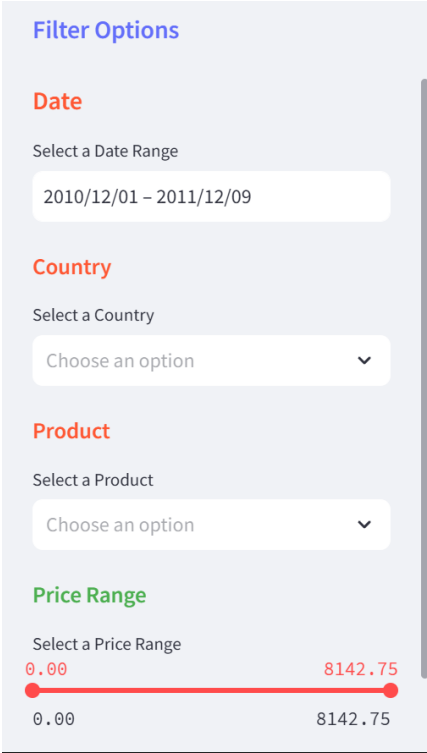 Filter Options
Date
Select a Date Range
2010/12/01 – 2011/12/09
Country
Select a Country
Choose an option
Product
Select a Product
Choose an option
Price Range
Select a Price Range
0.00 8142.75
0.00 8142.75